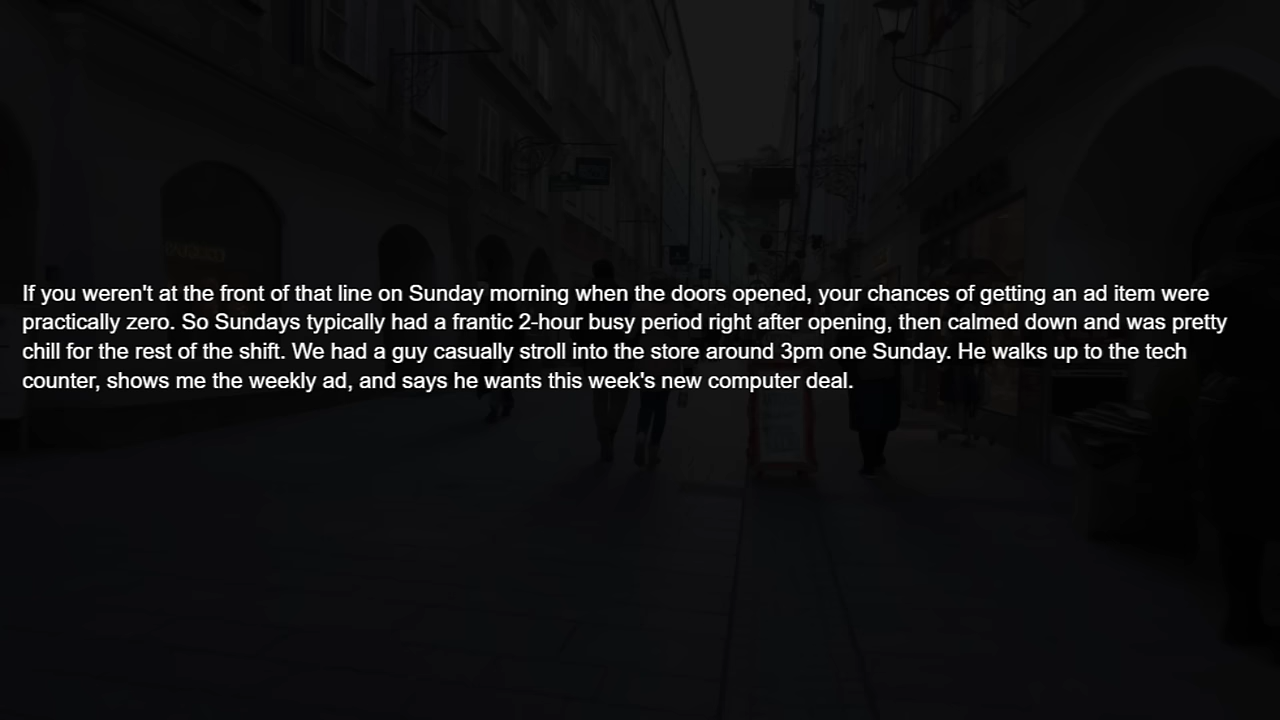 If you weren't at the front of that line on Sunday morning when the doors opened, your chances of getting an ad item were
practically zero. So Sundays typically had a frantic 2-hour busy period right after opening, then calmed down and was pretty
chill for the rest of the shift. We had a guy casually stroll into the store around 3pm one Sunday. He walks up to the tech
counter, shows me the weekly ad, and says he wants this week's new computer deal.